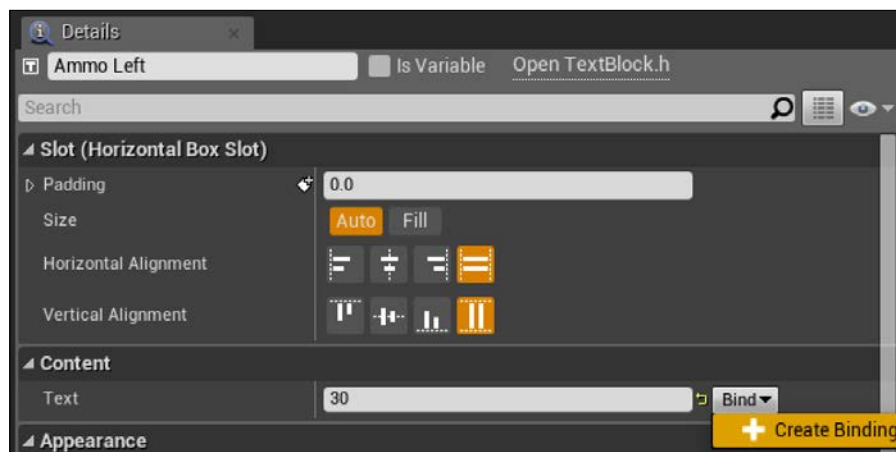 Details
Ammo Left Is Variable Open TextBlock.h
Search
Slot (Horizontal Box Slot)
Padding 0.0
Size Auto Fill
Horizontal Alignment
Vertical Alignment
Content
Text 30 Bind
Create Binding
Appearance